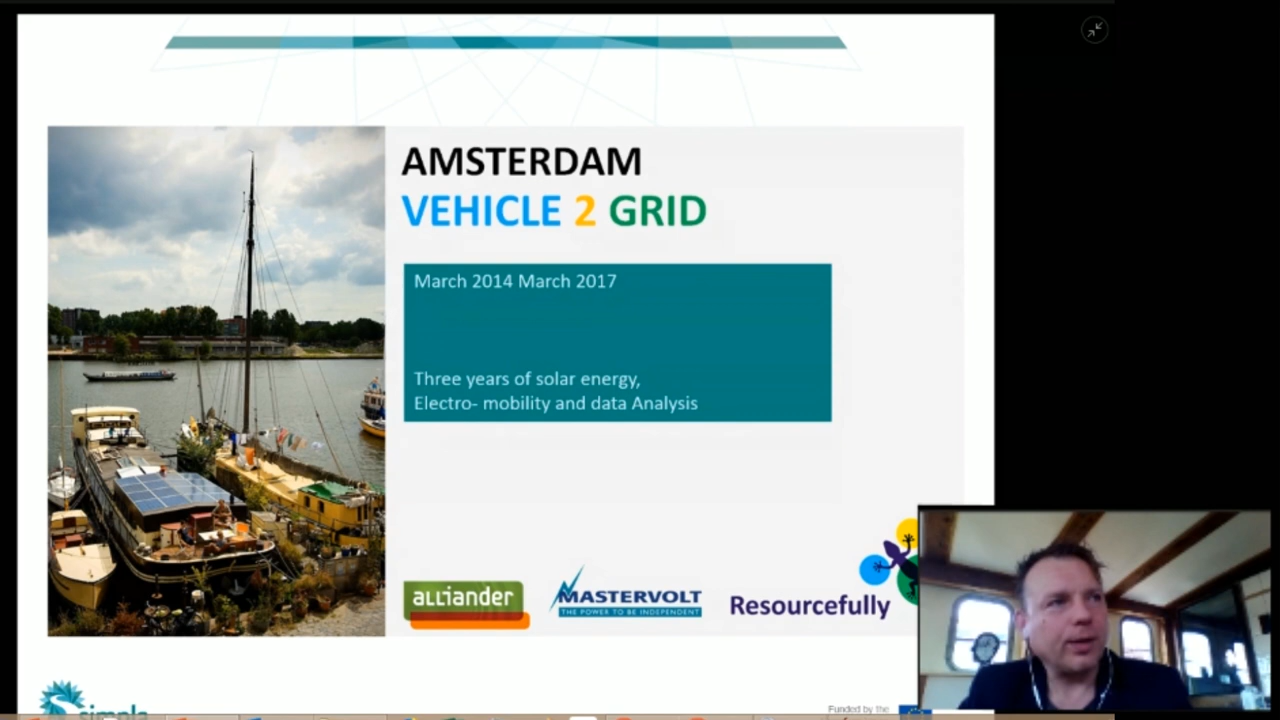 AMSTERDAM
VEHICLE 2 GRID
March 2014 March 2017
Three years of solar energy,
Electro- mobility and data Analysis
alliander
MASTERVOLT
THE POWER TO BE INDEPENDENT
Resourcefully
simpla
Funded by the